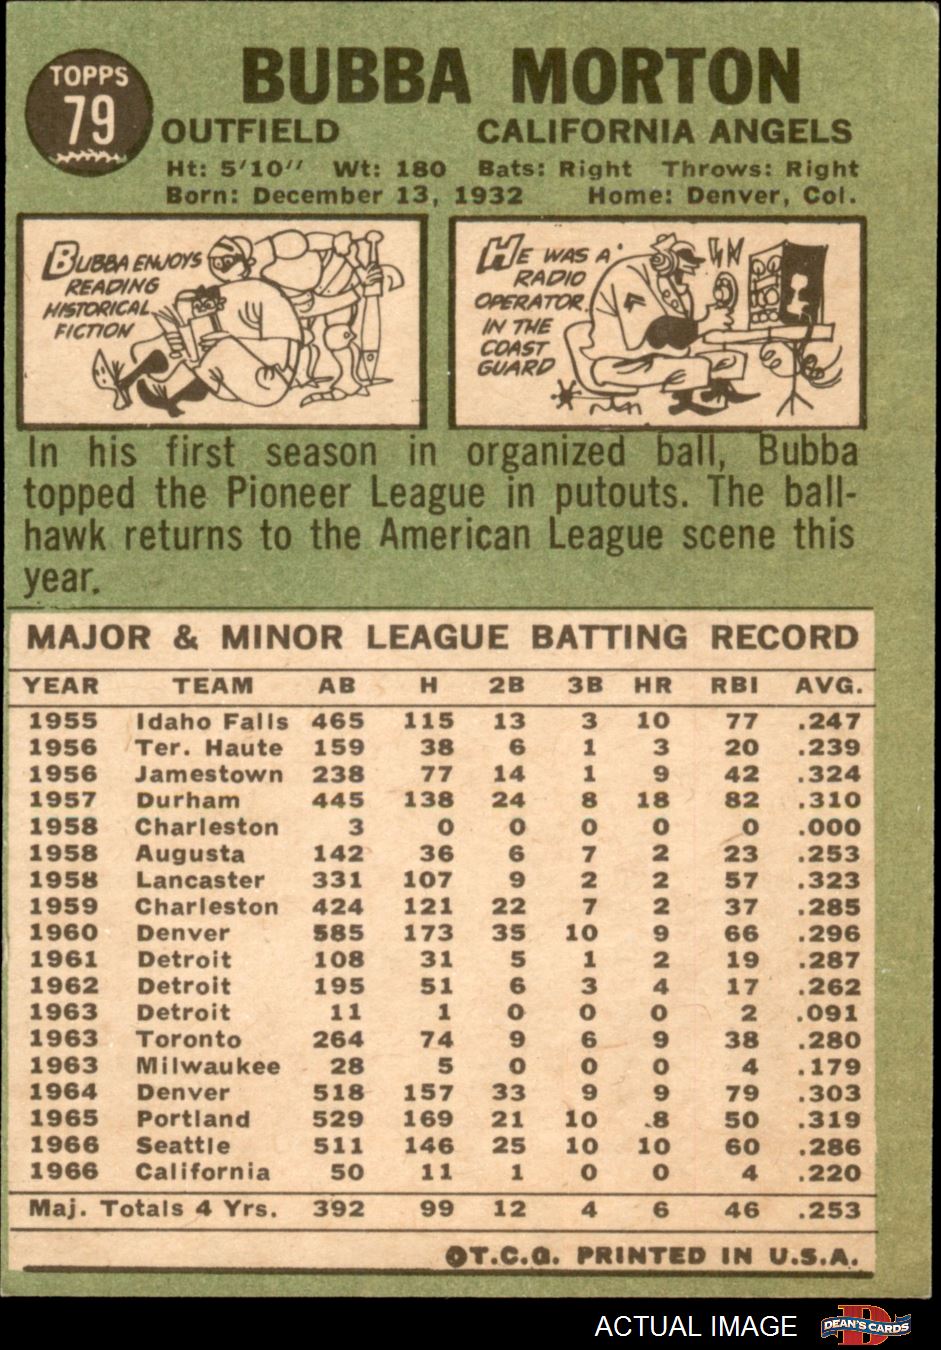 TOPPS
79
BUBBA MORTON
OUTFIELD CALIFORNIA ANGELS
Ht: 5'10" Wt: 180 Bats: Right Throws: Right
Born: December 13, 1932 Home: Denver, Col.
BUBBA ENJOYS
READING
HISTORICAL
FICTION
HE WAS A
RADIO
OPERATOR
IN THE
COAST
GUARD
In his first season in organized ball, Bubba
topped the Pioneer League in putouts. The ball-
hawk returns to the American League scene this
year.
MAJOR & MINOR LEAGUE BATTING RECORD
YEAR TEAM AB H 2B 3B HR RBI AVG.
1955 Idaho Falls 465 115 13 3 10 77 .247
1956 Ter. Haute 159 38 6 1 3 20 .239
1956 Jamestown 238 77 14 1 9 42 .324
1957 Durham 445 138 24 8 18 82 .310
1958 Charleston 3 0 0 0 0 0 .000
1958 Augusta 142 36 6 7 2 23 .253
1958 Lancaster 331 107 9 2 2 57 .323
1959 Charleston 424 121 22 7 2 37 .285
1960 Denver 585 173 35 10 9 66 .296
1961 Detroit 108 31 5 1 2 19 .287
1962 Detroit 195 51 6 3 4 17 .262
1963 Detroit 11 1 0 0 0 2 .091
1963 Toronto 264 74 9 6 9 38 .280
1963 Milwaukee 28 5 0 0 0 4 .179
1964 Denver 518 157 33 9 9 79 .303
1965 Portland 529 169 21 10 8 50 .319
1966 Seattle 511 146 25 10 10 60 .286
1966 California 50 11 1 0 0 4 .220
Maj. Totals 4 Yrs. 392 99 12 4 6 46 .253
©T.C.G. PRINTED IN U.S.A.
ACTUAL IMAGE
D
DEAN'S CARDS